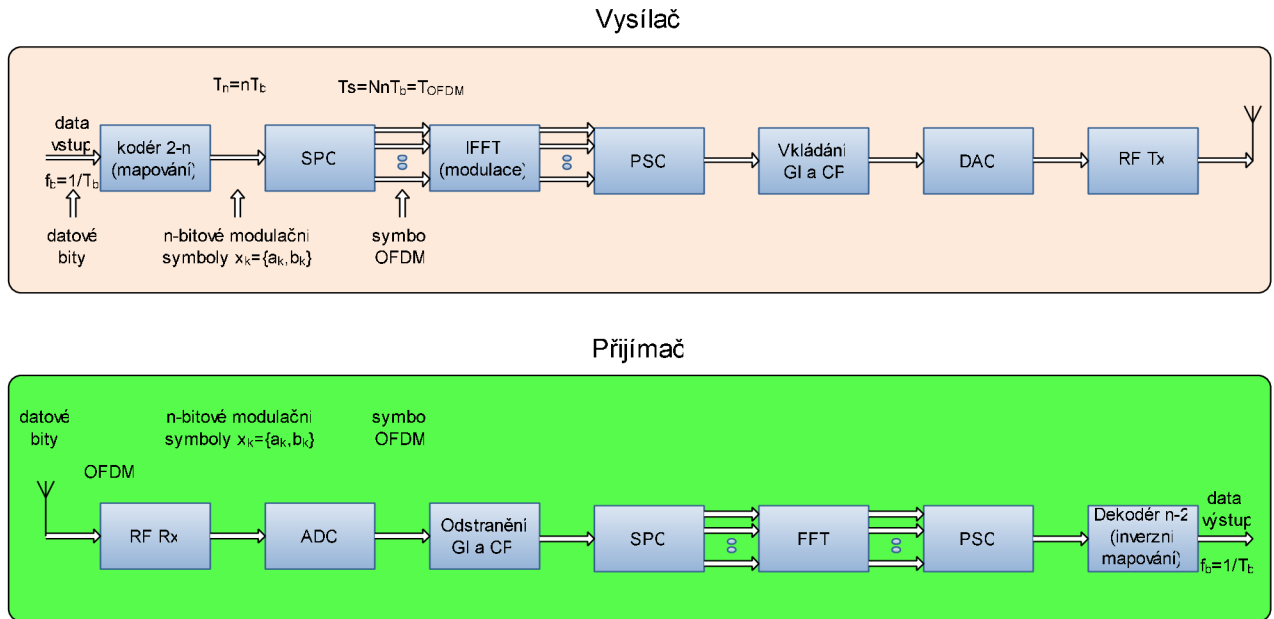 Vysílač
Tn=nTb
Ts=NnTb=TOFDM
data
vstup
fb=1/Tb
kodér 2-n
(mapování)
SPC
IFFT
(modulace)
PSC
Vkládání
GI a CF
DAC
RF Tx
datové
bity
n-bitové modulačni
symboly xk={ak,bk}
symbo
OFDM
Přijímač
datové
bity
n-bitové modulačni
symboly xk={ak,bk}
symbo
OFDM
OFDM
RF Rx
ADC
Odstranění
GI a CF
SPC
FFT
PSC
Dekodér n-2
(inverzni
mapování)
data
výstup
fb=1/Tb